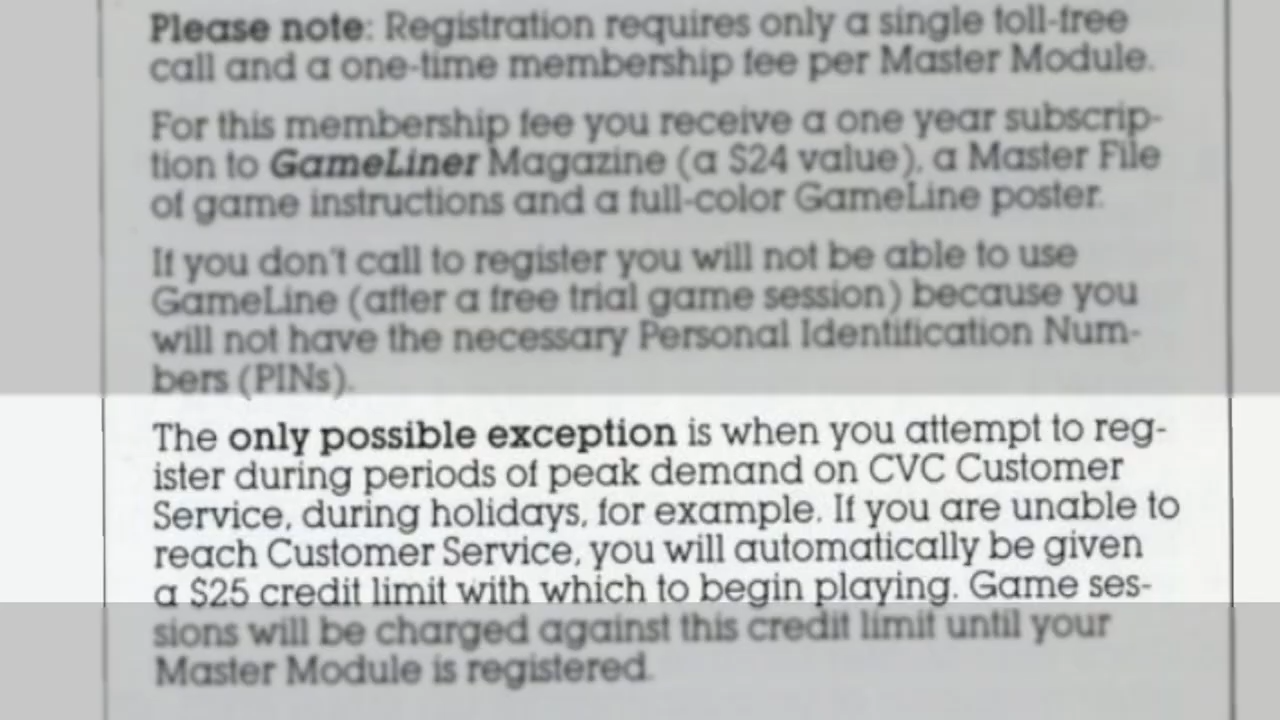 Please note: Registration requires only a single toll-free
call and a one-time membership fee per Master Module.
For this membership fee you receive a one year subscrip-
tion to GameLiner Magazine (a $24 value), a Master File
of game instructions and a full-color GameLine poster.
If you don't call to register you will not be able to use
GameLine (after a free trial game session) because you
will not have the necessary Personal Identification Num-
bers (PINs).
The only possible exception is when you attempt to reg-
ister during periods of peak demand on CVC Customer
Service, during holidays, for example. If you are unable to
reach Customer Service, you will automatically be given
a $25 credit limit with which to begin playing. Game ses-
sions will be charged against this credit limit until your
Master Module is registered.